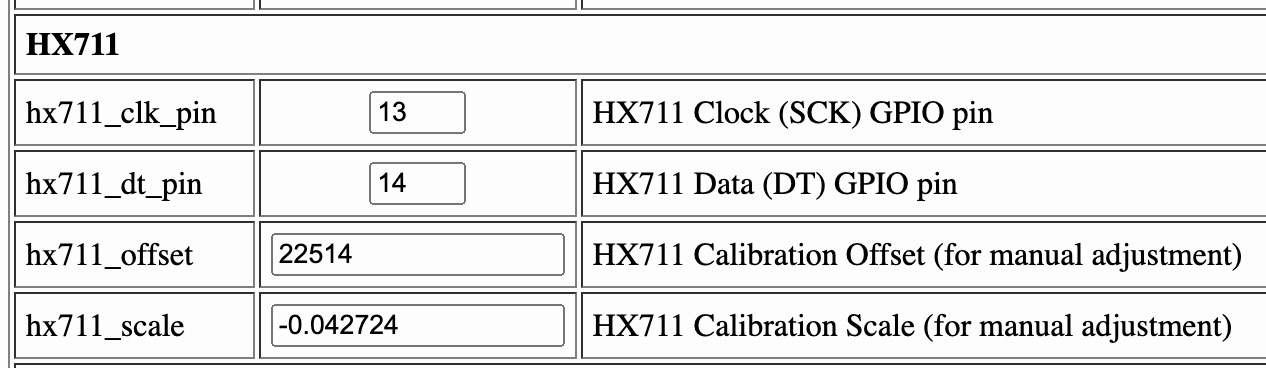 HX711
hx711_clk_pin 13 HX711 Clock (SCK) GPIO pin
hx711_dt_pin 14 HX711 Data (DT) GPIO pin
hx711_offset 22514 HX711 Calibration Offset (for manual adjustment)
hx711_scale -0.042724 HX711 Calibration Scale (for manual adjustment)